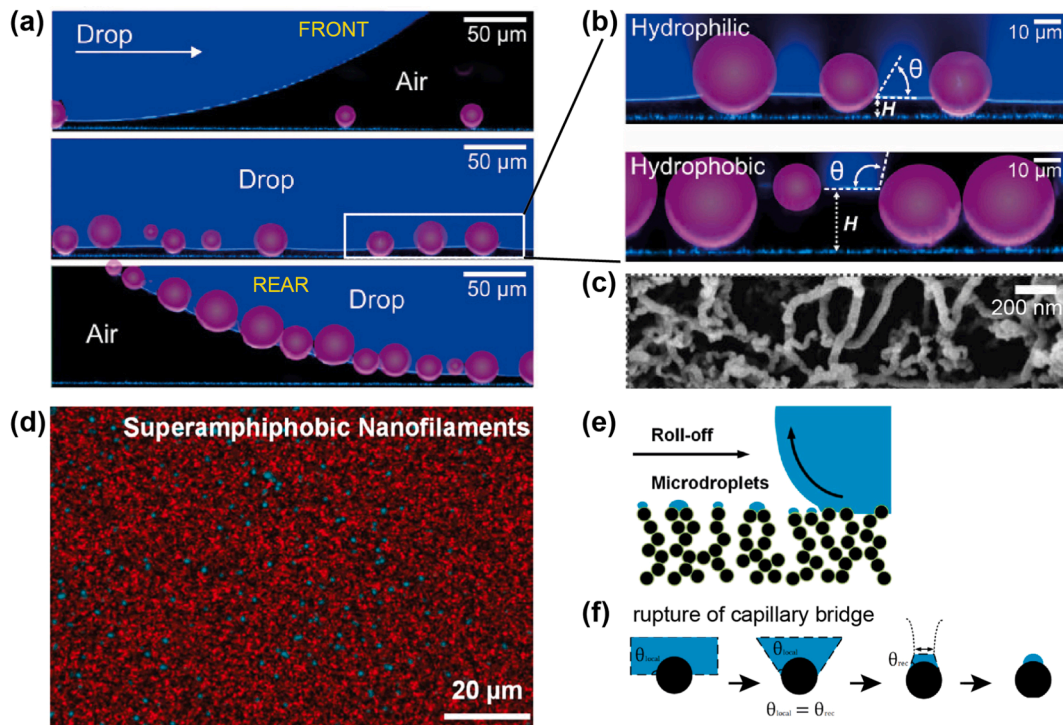 (a)
Drop
FRONT
50 µm
Air
Drop
50 µm
REAR
Drop
50 µm
Air
(b)
Hydrophilic
10 µm
θ
H
Hydrophobic
10 µm
θ
H
(c)
200 nm
(d)
Superamphiphobic Nanofilaments
20 µm
(e)
Roll-off
Microdroplets
(f)
rupture of capillary bridge
θlocal
θlocal
θrec
θlocal = θrec